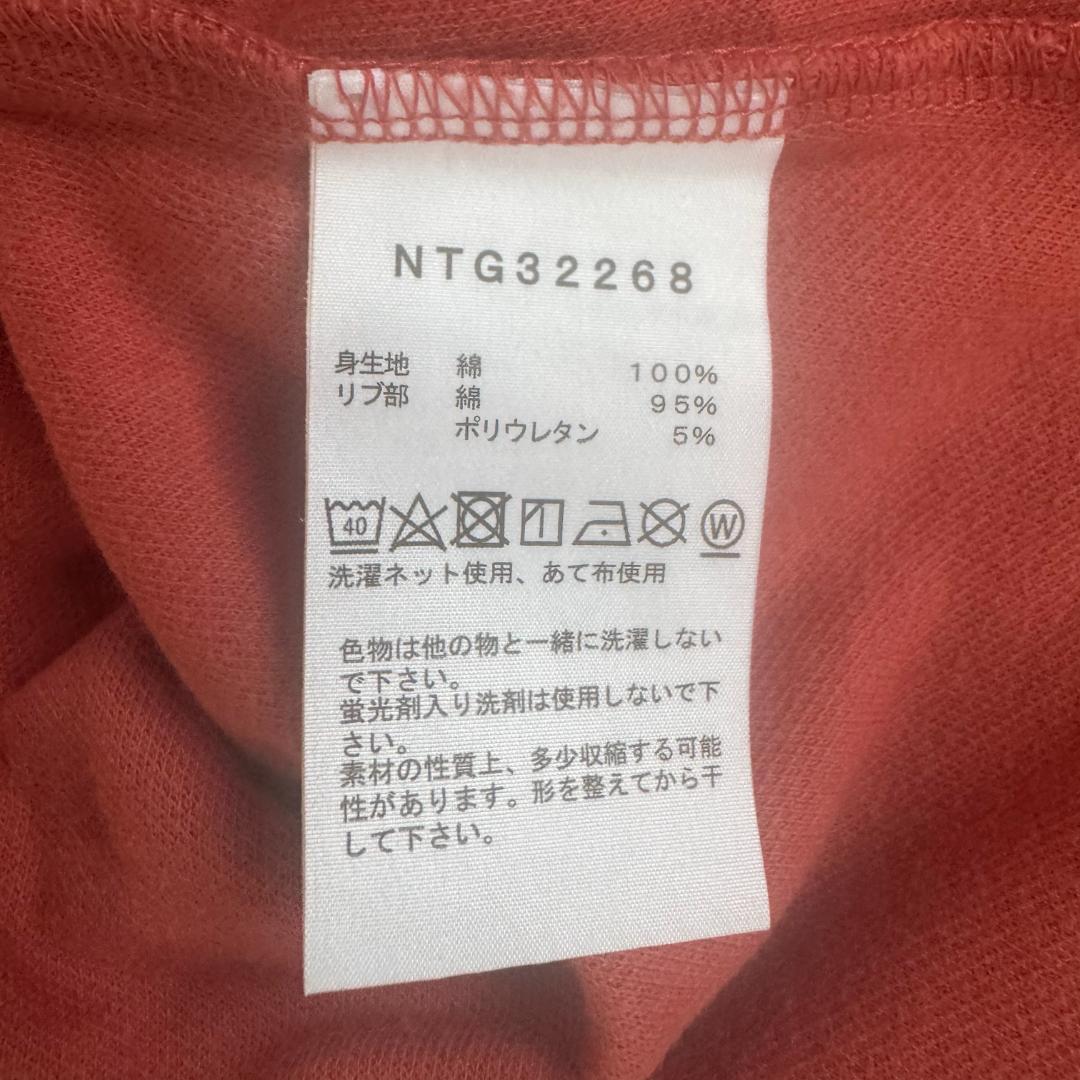 NTG32268
身生地 綿 100%
リブ部 綿 95%
ポリウレタン 5%
40 W
洗濯ネット使用、あて布使用
色物は他の物と一緒に洗濯しない
で下さい。
蛍光剤入り洗剤は使用しないで下
さい。
素材の性質上、多少収縮する可能
性があります。形を整えてから干
して下さい。